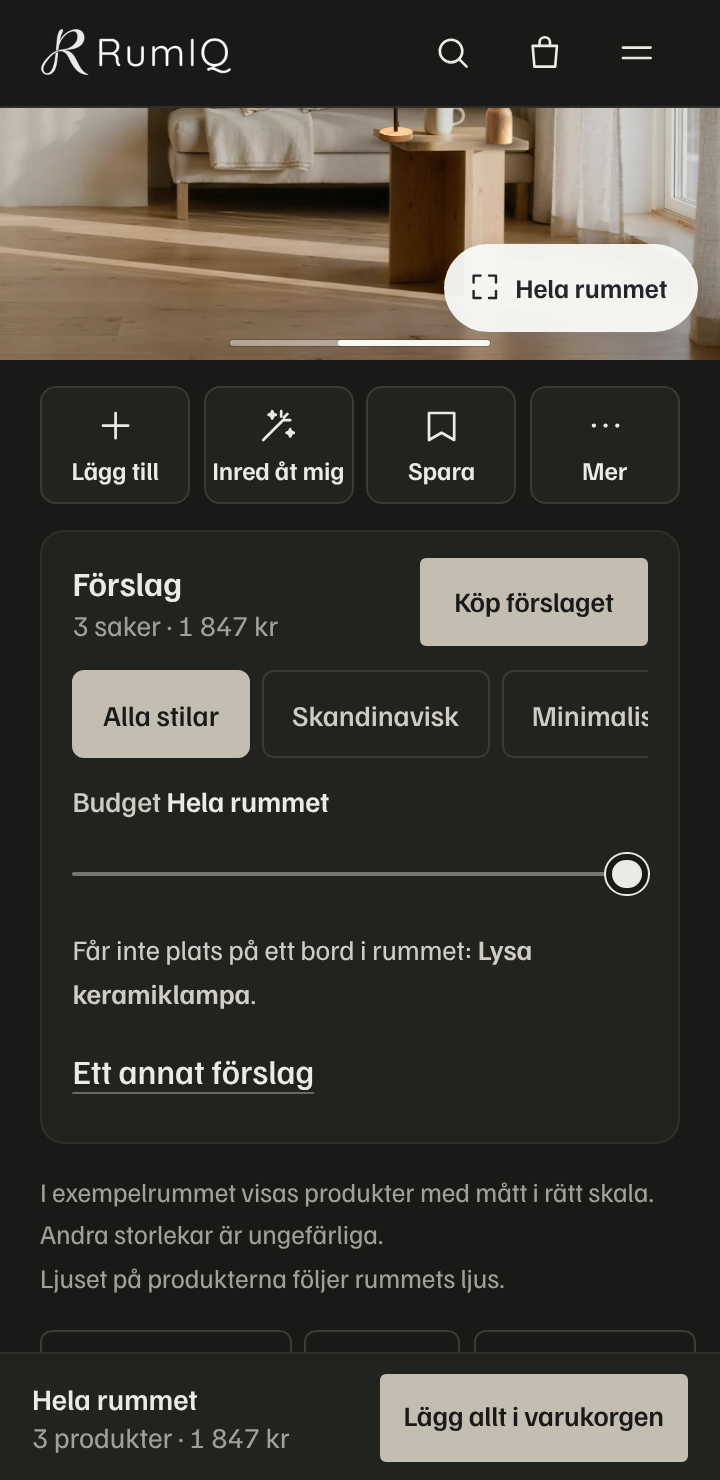 RumIQ
Hela rummet
Lägg till
Inred åt mig
Spara
Mer
Förslag
3 saker · 1 847 kr
Köp förslaget
Alla stilar
Skandinavisk
Minimalis
Budget Hela rummet
Får inte plats på ett bord i rummet: Lysa
keramiklampa.
Ett annat förslag
I exempelrummet visas produkter med mått i rätt skala.
Andra storlekar är ungefärliga.
Ljuset på produkterna följer rummets ljus.
Hela rummet
3 produkter · 1 847 kr
Lägg allt i varukorgen